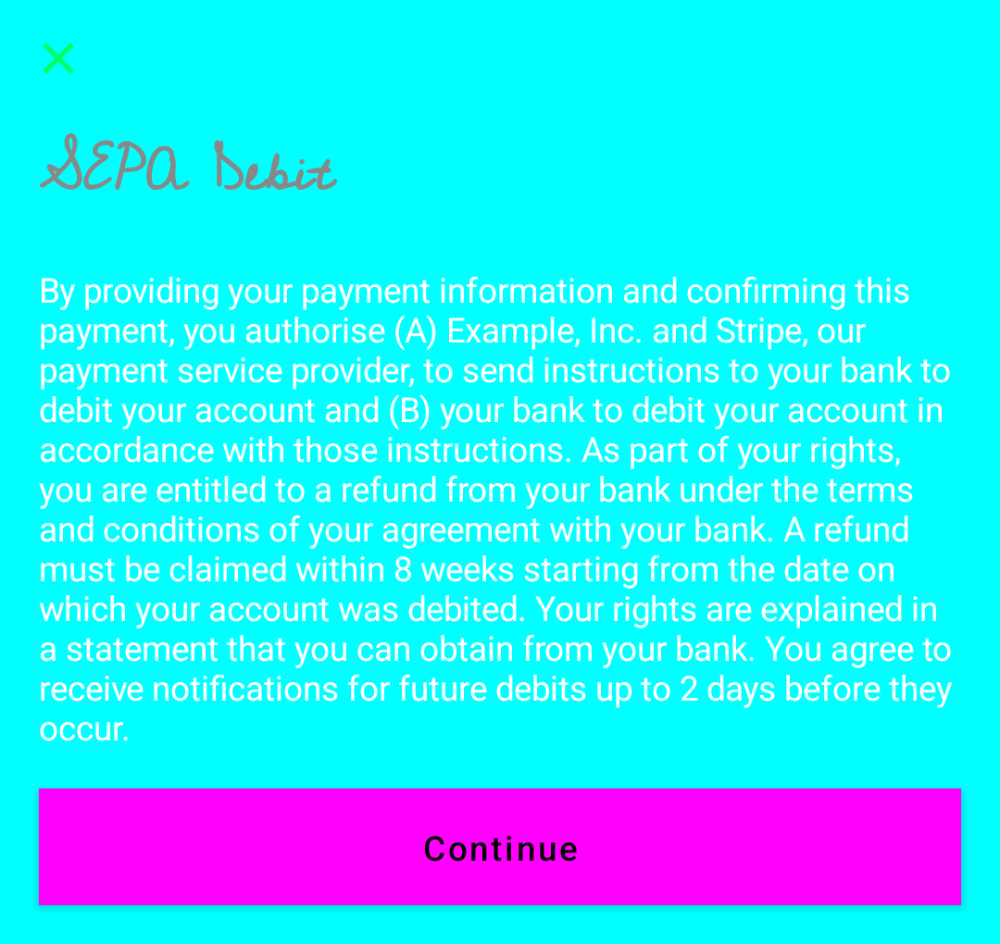 SEPA Debit
By providing your payment information and confirming this
payment, you authorise (A) Example, Inc. and Stripe, our
payment service provider, to send instructions to your bank to
debit your account and (B) your bank to debit your account in
accordance with those instructions. As part of your rights,
you are entitled to a refund from your bank under the terms
and conditions of your agreement with your bank. A refund
must be claimed within 8 weeks starting from the date on
which your account was debited. Your rights are explained in
a statement that you can obtain from your bank. You agree to
receive notifications for future debits up to 2 days before they
occur.
Continue